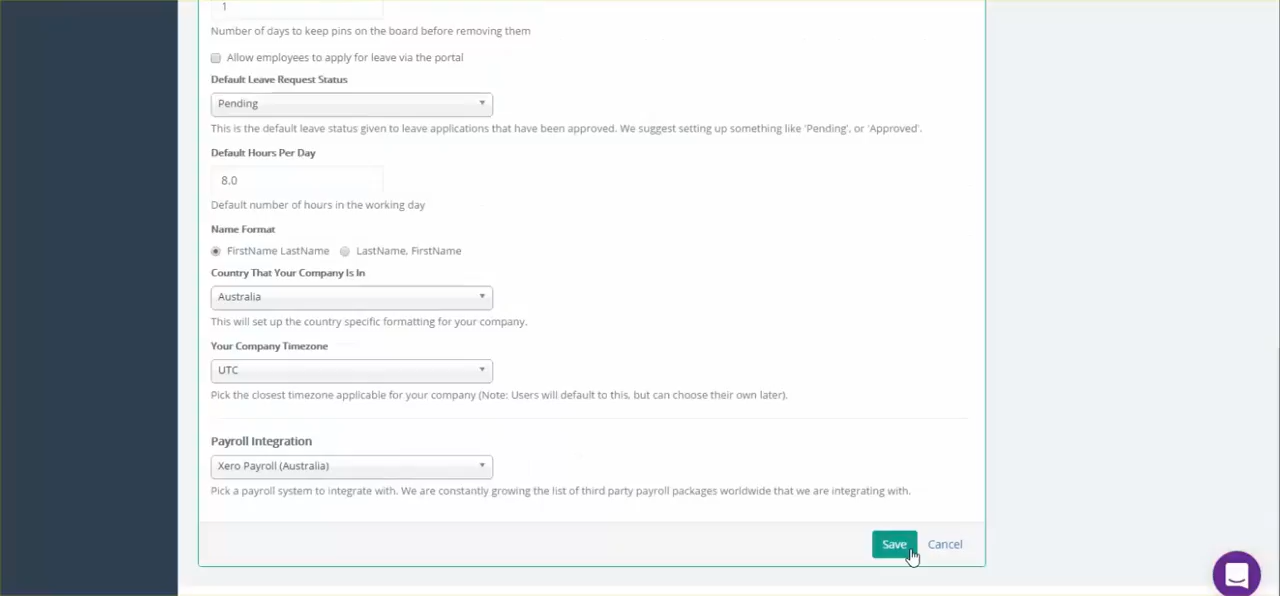 1
Number of days to keep pins on the board before removing them
Allow employees to apply for leave via the portal
Default Leave Request Status
Pending
This is the default leave status given to leave applications that have been approved. We suggest setting up something like 'Pending', or 'Approved'.
Default Hours Per Day
8.0
Default number of hours in the working day
Name Format
FirstName LastName LastName, FirstName
Country That Your Company Is In
Australia
This will set up the country specific formatting for your company.
Your Company Timezone
UTC
Pick the closest timezone applicable for your company (Note: Users will default to this, but can choose their own later).
Payroll Integration
Xero Payroll (Australia)
Pick a payroll system to integrate with. We are constantly growing the list of third party payroll packages worldwide that we are integrating with.
Save Cancel